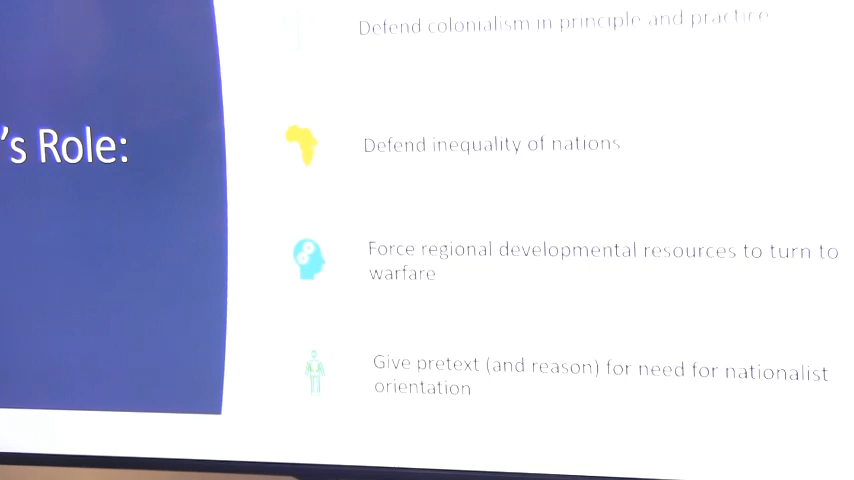 Defend colonialism in principle and practice
's Role:
Defend inequality of nations
Force regional developmental resources to turn to
warfare
Give pretext (and reason) for need for nationalist
orientation